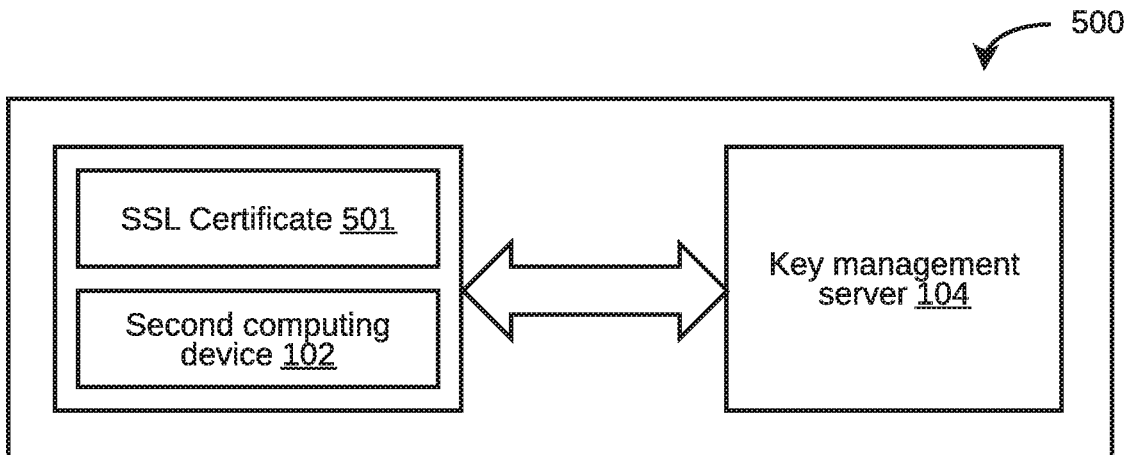 500
SSL Certificate 501
Second computing
device 102
Key management
server 104